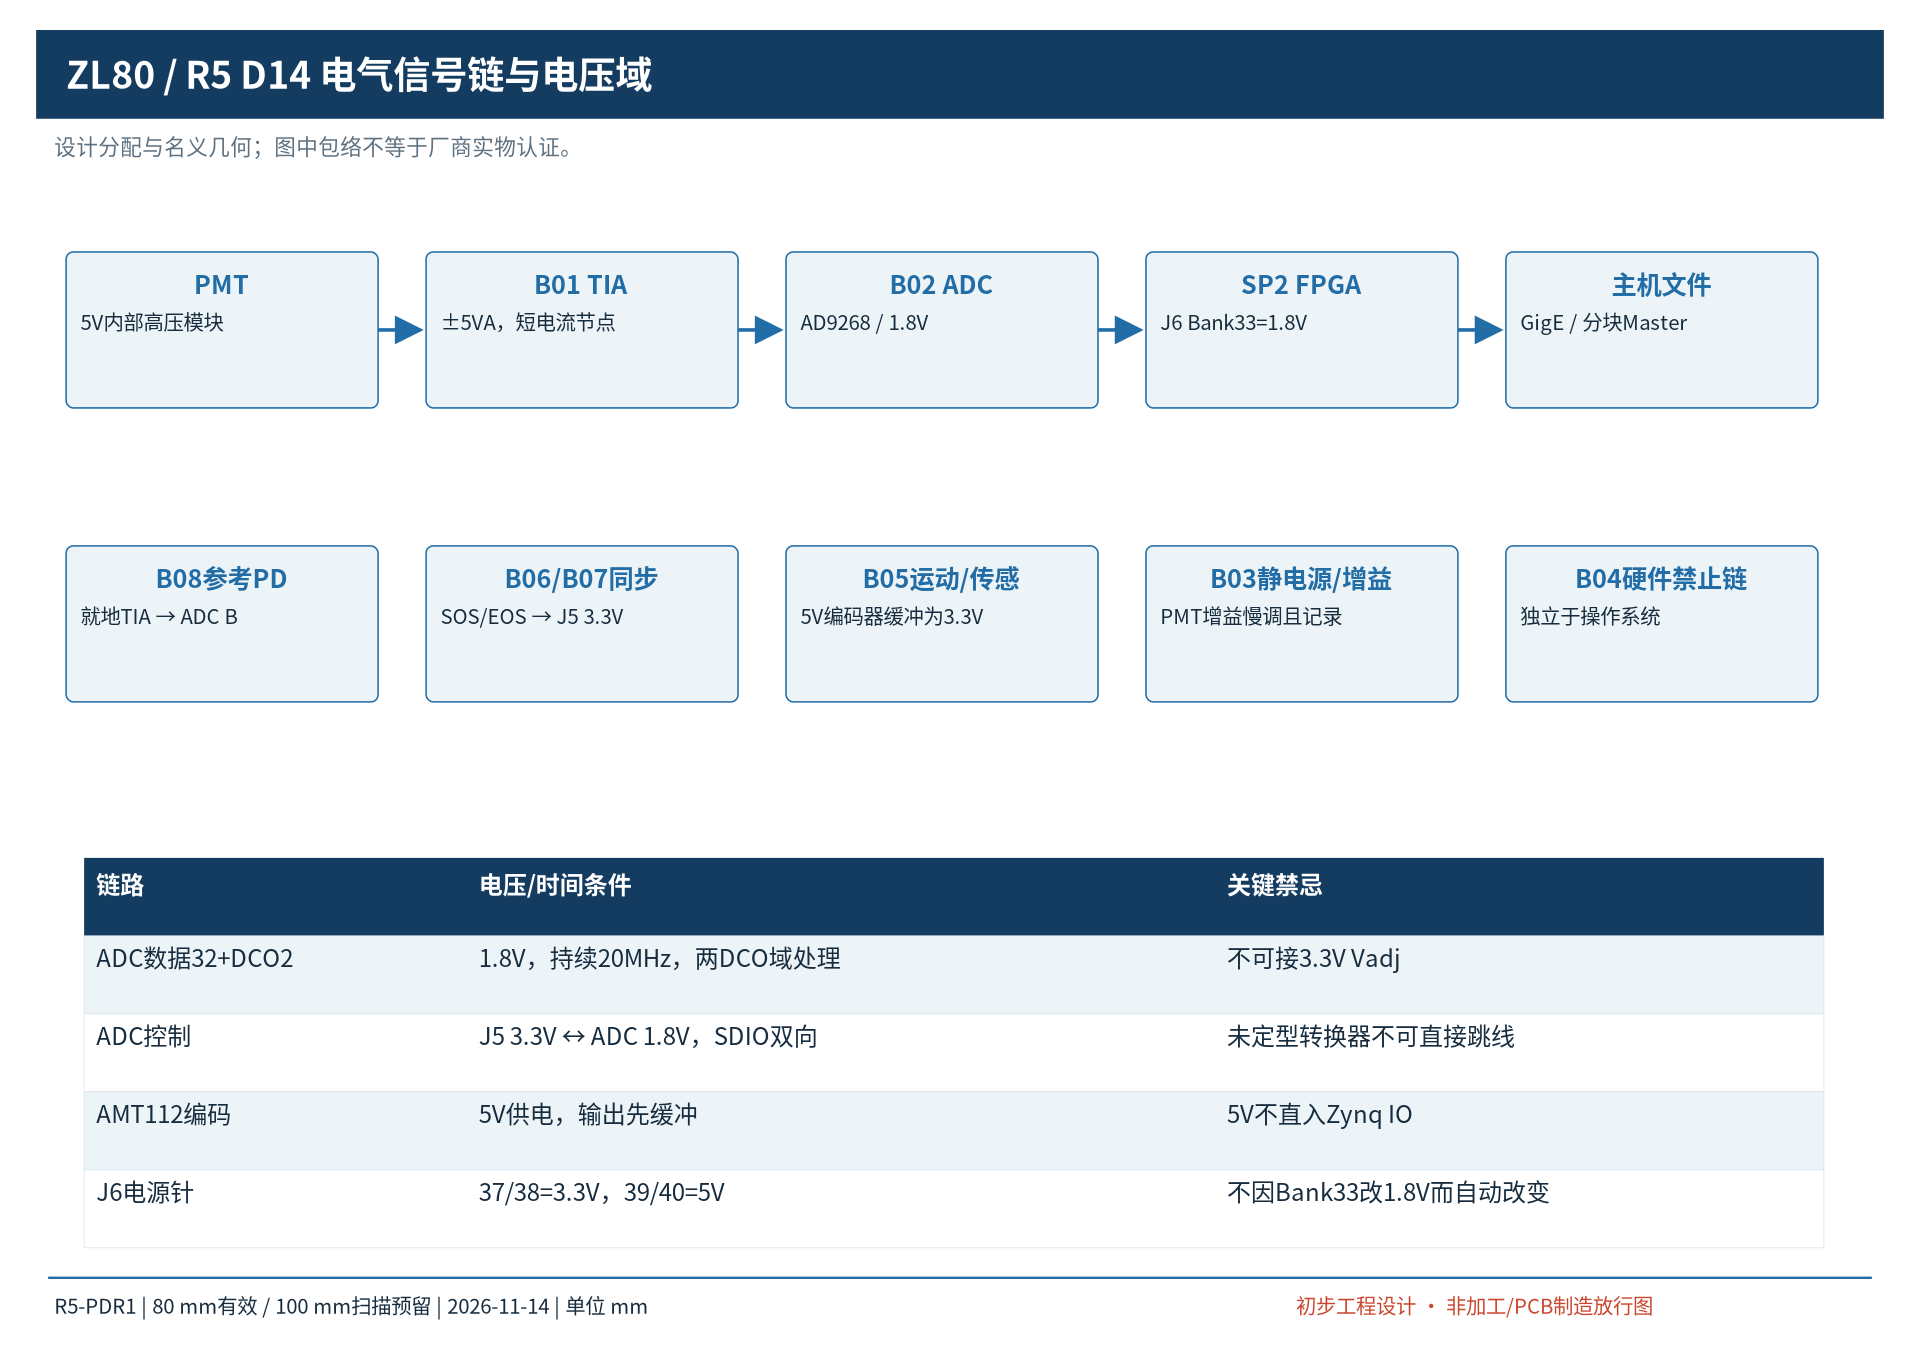 ZL80 / R5 D14 电气信号链与电压域
设计分配与名义几何；图中包络不等于厂商实物认证。
PMT
5V内部高压模块
B01 TIA
±5VA，短电流节点
B02 ADC
AD9268 / 1.8V
SP2 FPGA
J6 Bank33=1.8V
主机文件
GigE / 分块Master
B08参考PD
就地TIA → ADC B
B06/B07同步
SOS/EOS → J5 3.3V
B05运动/传感
5V编码器缓冲为3.3V
B03静电源/增益
PMT增益慢调且记录
B04硬件禁止链
独立于操作系统
链路 电压/时间条件 关键禁忌
ADC数据32+DCO2 1.8V，持续20MHz，两DCO域处理 不可接3.3V Vadj
ADC控制 J5 3.3V ↔ ADC 1.8V，SDIO双向 未定型转换器不可直接跳线
AMT112编码 5V供电，输出先缓冲 5V不直入Zynq IO
J6电源针 37/38=3.3V，39/40=5V 不因Bank33改1.8V而自动改变
R5-PDR1 | 80 mm有效 / 100 mm扫描预留 | 2026-11-14 | 单位 mm
初步工程设计 · 非加工/PCB制造放行图